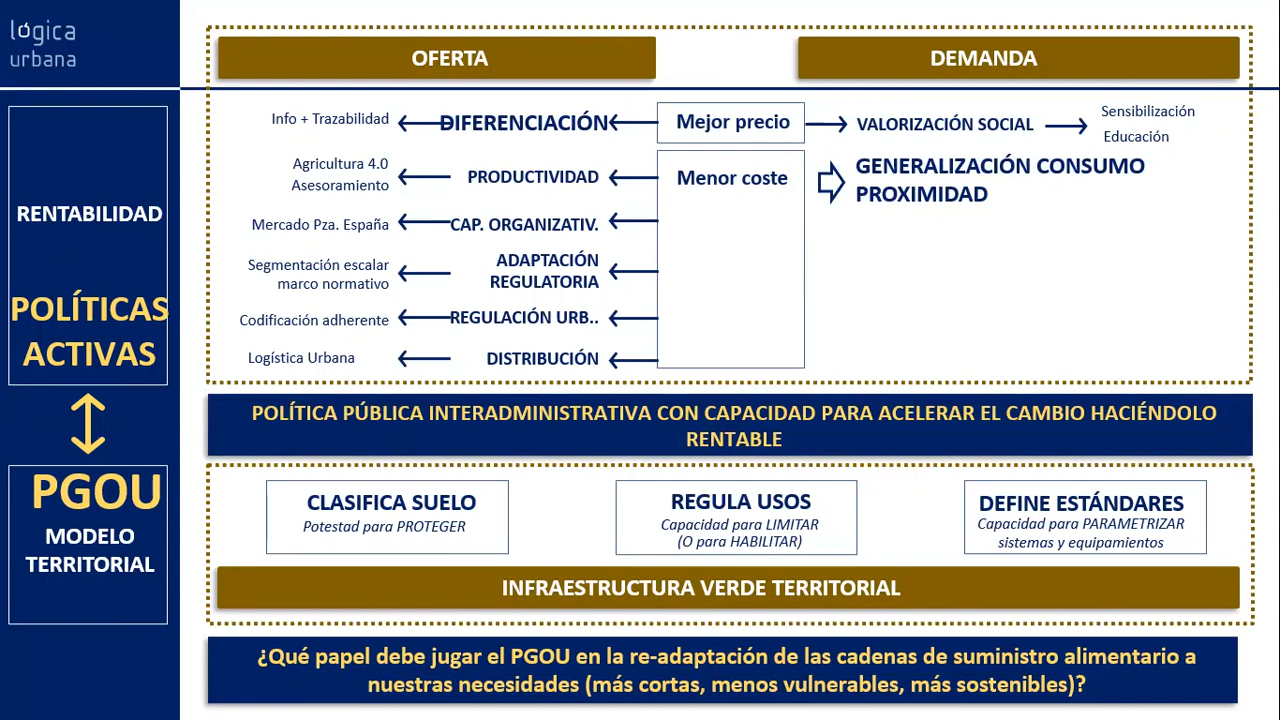 lógica
urbana
OFERTA
DEMANDA
Info + Trazabilidad
DIFERENCIACIÓN
Mejor precio
VALORIZACIÓN SOCIAL
Sensibilización
Educación
Agricultura 4.0
Asesoramiento
PRODUCTIVIDAD
Menor coste
GENERALIZACIÓN CONSUMO
PROXIMIDAD
Mercado Pza. España
CAP. ORGANIZATIV.
Segmentación escalar
marco normativo
ADAPTACIÓN
REGULATORIA
Codificación adherente
REGULACIÓN URB..
Logística Urbana
DISTRIBUCIÓN
RENTABILIDAD
POLÍTICAS
ACTIVAS
POLÍTICA PÚBLICA INTERADMINISTRATIVA CON CAPACIDAD PARA ACELERAR EL CAMBIO HACIÉNDOLO
RENTABLE
PGOU
MODELO
TERRITORIAL
CLASIFICA SUELO
Potestad para PROTEGER
REGULA USOS
Capacidad para LIMITAR
(O para HABILITAR)
DEFINE ESTÁNDARES
Capacidad para PARAMETRIZAR
sistemas y equipamientos
INFRAESTRUCTURA VERDE TERRITORIAL
¿Qué papel debe jugar el PGOU en la re-adaptación de las cadenas de suministro alimentario a
nuestras necesidades (más cortas, menos vulnerables, más sostenibles)?